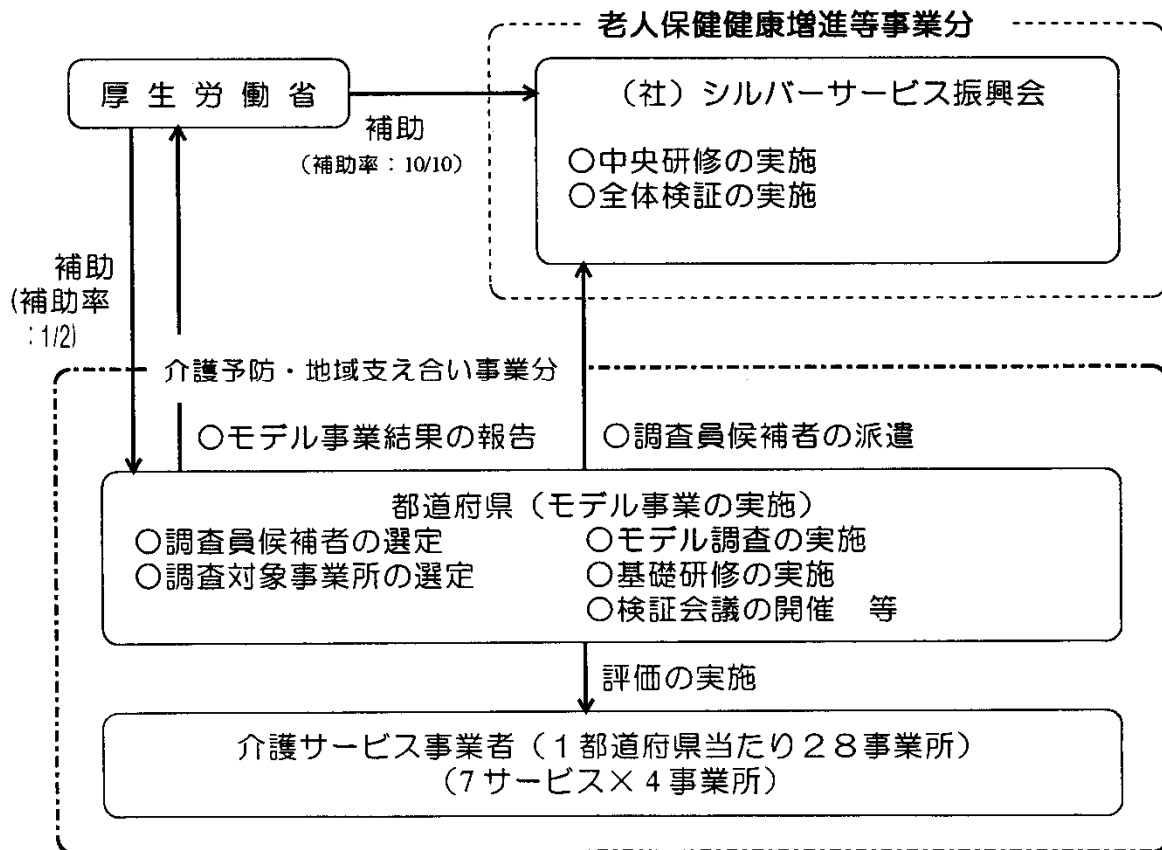 老人保健健康増進等事業分
厚生労働省
（社）シルバーサービス振興会
補助
（補助率：10/10）
○中央研修の実施
○全体検証の実施
補助
(補助率
：1/2)
介護予防・地域支え合い事業分
○モデル事業結果の報告
○調査員候補者の派遣
都道府県（モデル事業の実施）
○調査員候補者の選定
○調査対象事業所の選定
○モデル調査の実施
○基礎研修の実施
○検証会議の開催　等
評価の実施
介護サービス事業者（１都道府県当たり２８事業所）
（7サービス×４事業所）